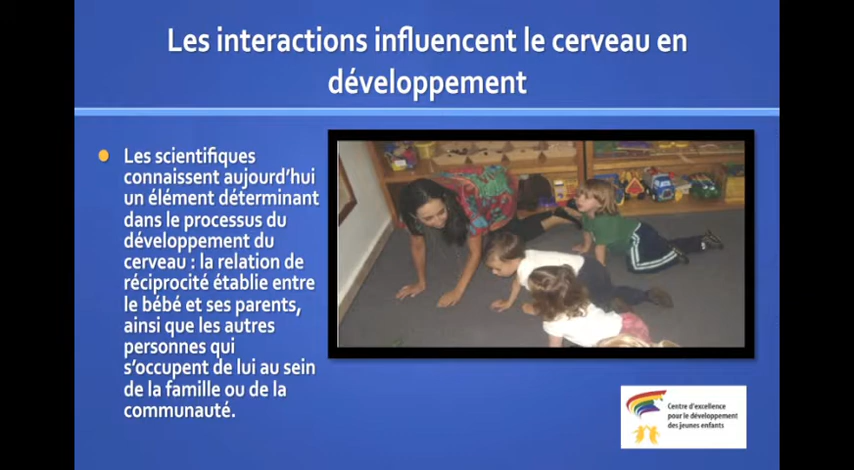 Les interactions influencent le cerveau en
développement
Les scientifiques
connaissent aujourd'hui
un élément déterminant
dans le processus du
développement du
cerveau : la relation de
réciprocité établie entre
le bébé et ses parents,
ainsi que les autres
personnes qui
s'occupent de lui au sein
de la famille ou de la
communauté.
Centre d'excellence
pour le développement
des jeunes enfants